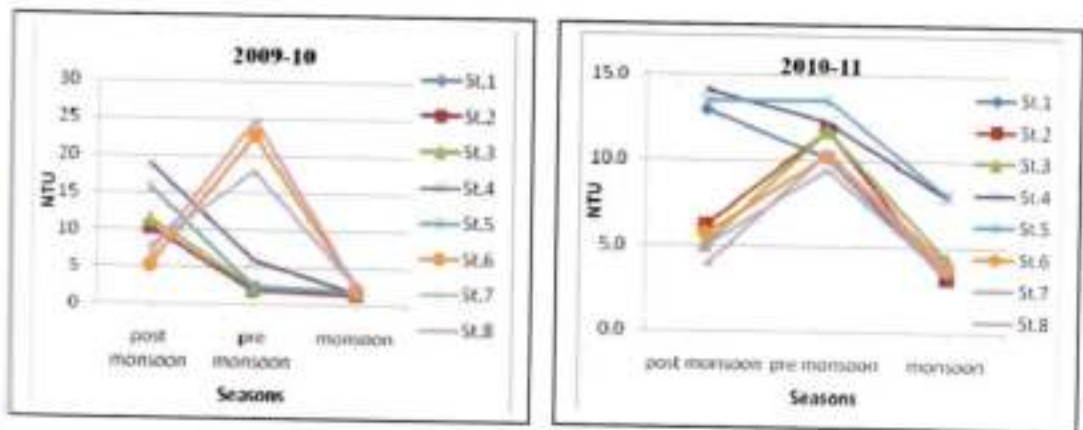 2009-10
30
25
20
15
10
5
0
NTU
post monsoon
pre monsoon
monsoon
Seasons
St.1
St.2
St.3
St.4
St.5
St.6
St.7
St.8
2010-11
15.0
10.0
5.0
0.0
NTU
post monsoon
pre monsoon
monsoon
Seasons
St.1
St.2
St.3
St.4
St.5
St.6
St.7
St.8